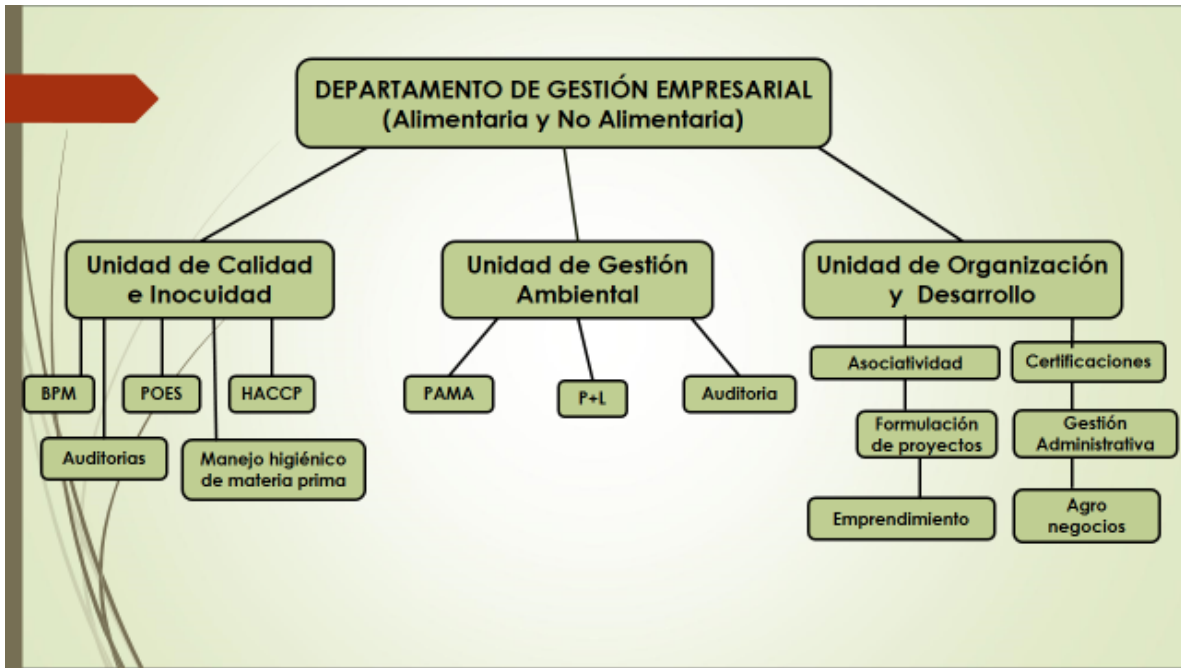 DEPARTAMENTO DE GESTIÓN EMPRESARIAL
(Alimentaria y No Alimentaria)
Unidad de Calidad
e Inocuidad
BPM
POES
HACCP
Auditorias
Manejo higiénico
de materia prima
Unidad de Gestión
Ambiental
PAMA
P+L
Auditoria
Unidad de Organización
y Desarrollo
Asociatividad
Formulación
de proyectos
Emprendimiento
Certificaciones
Gestión
Administrativa
Agro
negocios